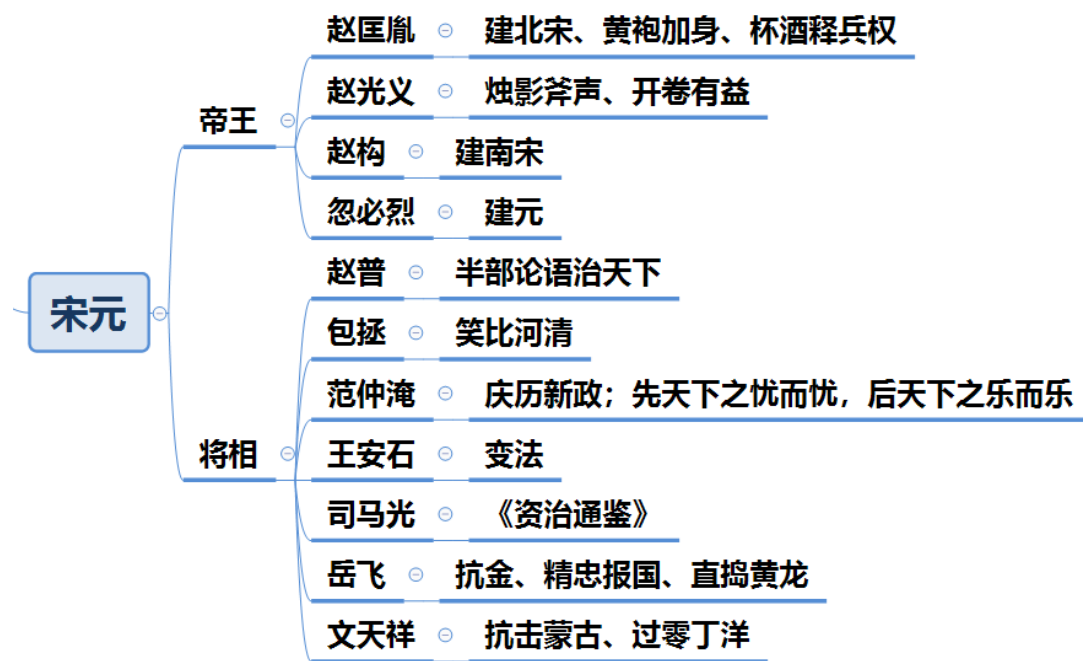 宋元
帝王
赵匡胤 建北宋、黄袍加身、杯酒释兵权
赵光义 烛影斧声、开卷有益
赵构 建南宋
忽必烈 建元
将相
赵普 半部论语治天下
包拯 笑比河清
范仲淹 庆历新政；先天下之忧而忧，后天下之乐而乐
王安石 变法
司马光 《资治通鉴》
岳飞 抗金、精忠报国、直捣黄龙
文天祥 抗击蒙古、过零丁洋